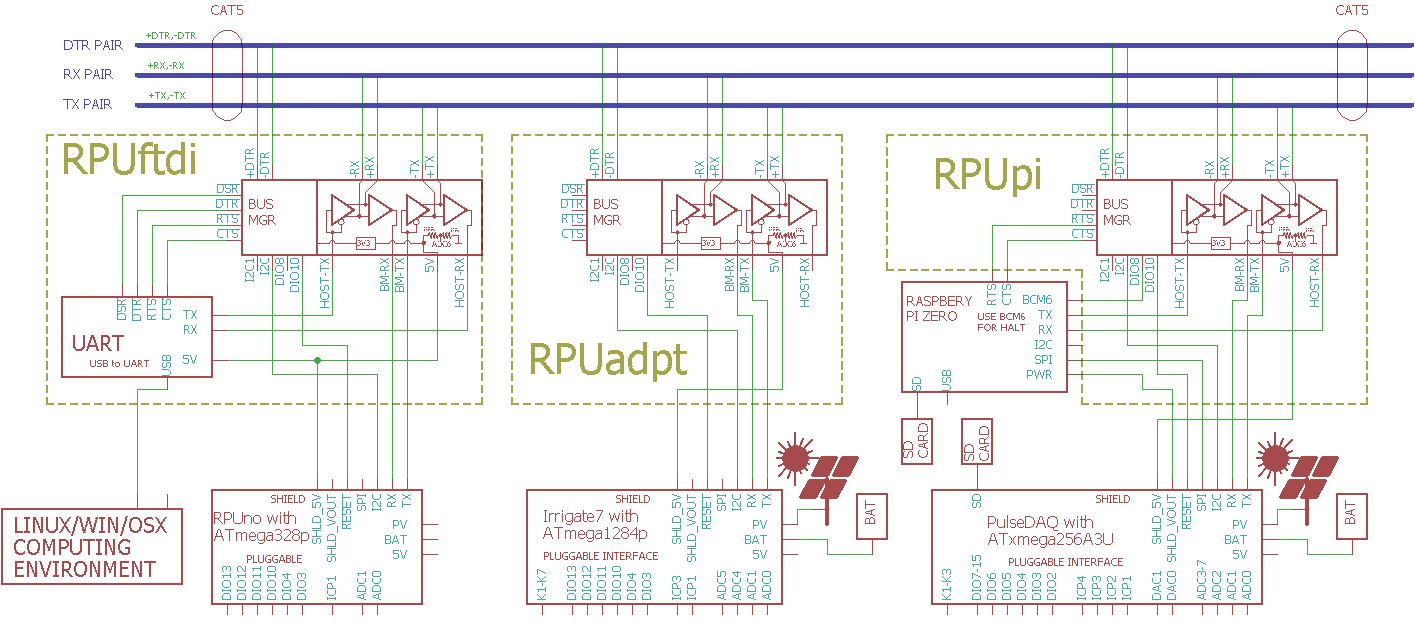 CAT5
CAT5
+DTR,-DTR
DTR PAIR
+RX,-RX
RX PAIR
+TX,-TX
TX PAIR
RPUftdi
+DTR
-DTR
-RX
+RX
-TX
+TX
DSR
DTR
RTS
CTS
BUS
MGR
3V3
ADC6
I2C1
I2C
DIO8
DIO10
HOST-TX
BM-RX
BM-TX
5V
HOST-RX
DSR
DTR
RTS
CTS
TX
RX
5V
UART
USB to UART
USB
RPUadpt
+DTR
-DTR
-RX
+RX
-TX
+TX
DSR
DTR
RTS
CTS
BUS
MGR
3V3
ADC6
I2C1
I2C
DIO8
DIO10
HOST-TX
BM-RX
BM-TX
5V
HOST-RX
RPUpi
+DTR
-DTR
-RX
+RX
-TX
+TX
DSR
DTR
RTS
CTS
BUS
MGR
3V3
ADC6
I2C1
I2C
DIO8
DIO10
HOST-TX
BM-RX
BM-TX
5V
HOST-RX
RASPBERY
PI ZERO
RTS
CTS
USE BCM6
FOR HALT
BCM6
TX
RX
I2C
SPI
PWR
SD
USB
SD
CARD
SD
CARD
LINUX/WIN/OSX
COMPUTING
ENVIRONMENT
SHIELD
RPUno with
ATmega328p
PLUGGABLE
SHLD_5V
SHLD_VOUT
RESET
SPI
I2C
RX
TX
PV
BAT
5V
DIO13
DIO12
DIO11
DIO10
DIO4
DIO3
ICP1
ADC1
ADC0
SHIELD
Irrigate7 with
ATmega1284p
PLUGGABLE INTERFACE
SHLD_5V
SHLD_VOUT
RESET
SPI
I2C
RX
TX
PV
BAT
5V
BAT
K1-K7
DIO13
DIO12
DIO11
DIO10
DIO4
DIO3
ICP3
ICP1
ADC5
ADC4
ADC1
ADC0
SD
SHIELD
PulseDAQ with
ATxmega256A3U
PLUGGABLE INTERFACE
SHLD_5V
SHLD_VOUT
RESET
SPI
I2C
RX
TX
PV
BAT
5V
BAT
K1-K3
DIO7-15
DIO6
DIO5
DIO4
DIO3
DIO2
ICP4
ICP3
ICP2
ICP1
DAC1
DAC0
ADC3-7
ADC2
ADC1
ADC0